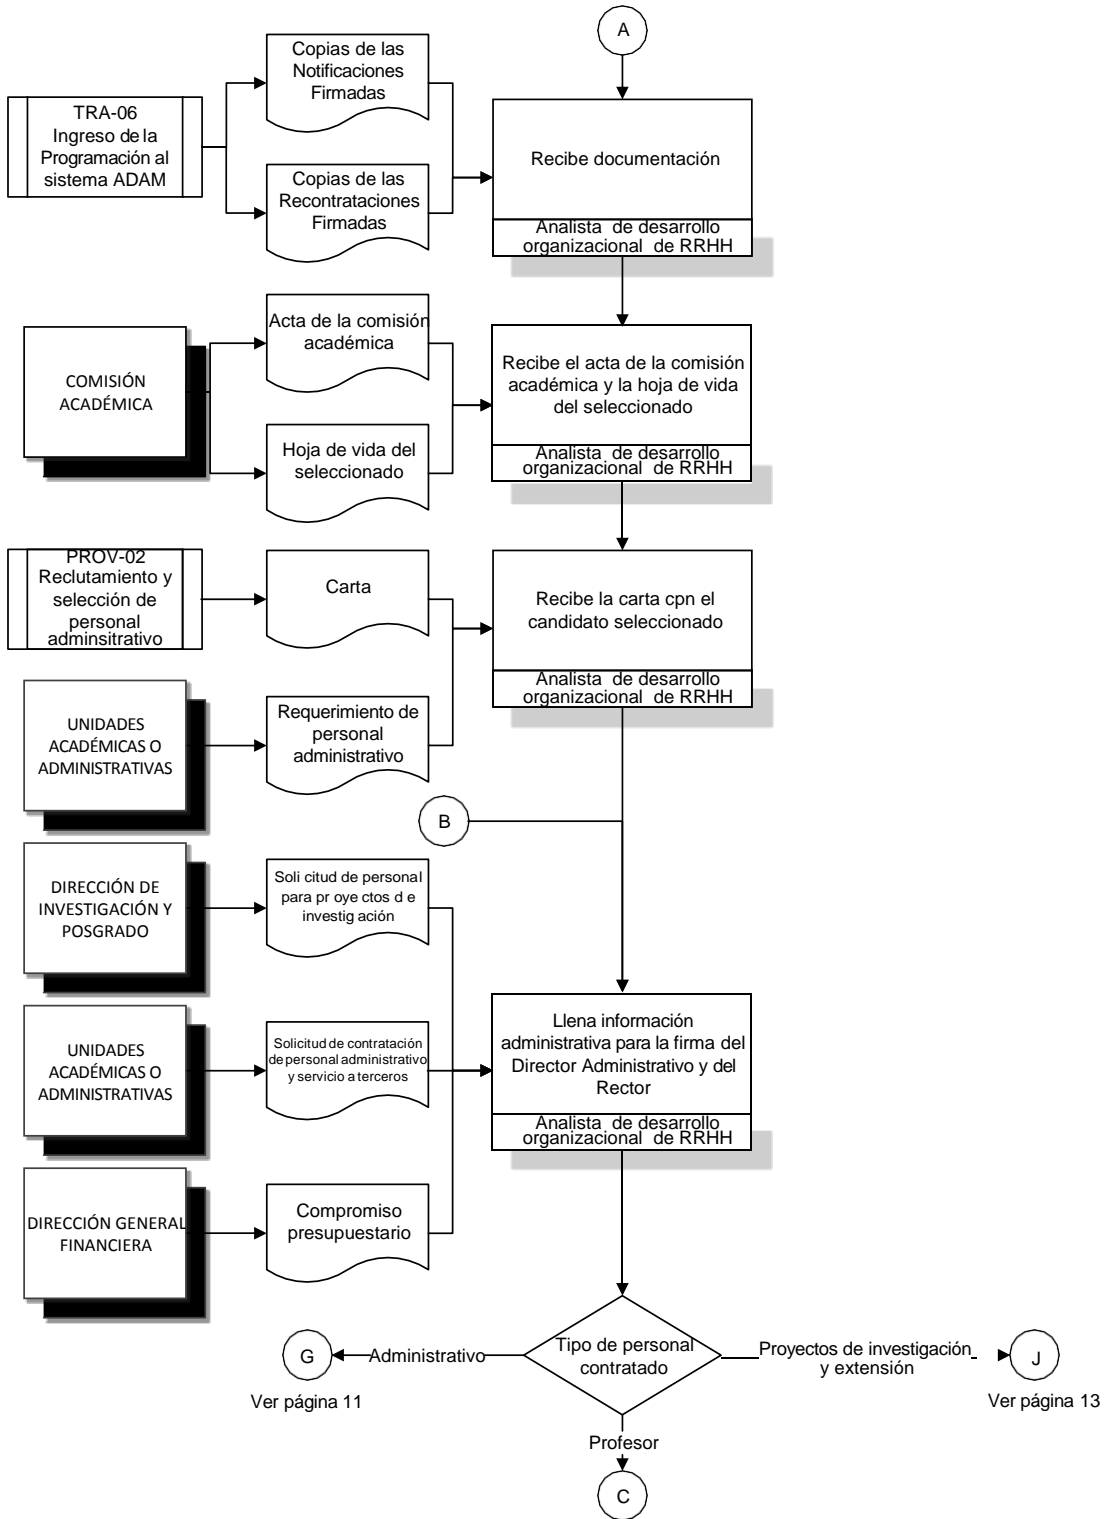 A
Copias de las
Notificaciones
Firmadas
TRA-06
Ingreso de la
Programación al
sistema ADAM
Recibe documentación
Copias de las
Recontrataciones
Firmadas
Analista de desarrollo
organizacional de RRHH
Acta de la comisión
académica
COMISIÓN
ACADÉMICA
Recibe el acta de la comisión
académica y la hoja de vida
del seleccionado
Hoja de vida del
seleccionado
Analista de desarrollo
organizacional de RRHH
PROV-02
Reclutamiento y
selección de
personal
adminsitrativo
Carta
Recibe la carta cpn el
candidato seleccionado
Analista de desarrollo
organizacional de RRHH
UNIDADES
ACADÉMICAS O
ADMINISTRATIVAS
Requerimiento de
personal
administrativo
B
DIRECCIÓN DE
INVESTIGACIÓN Y
POSGRADO
Soli citud de personal
para pr oye ctos d e
investig ación
UNIDADES
ACADÉMICAS O
ADMINISTRATIVAS
Solicitud de contratación
de personal administrativo
y servicio a terceros
Llena información
administrativa para la firma del
Director Administrativo y del
Rector
Analista de desarrollo
organizacional de RRHH
DIRECCIÓN GENERAL
FINANCIERA
Compromiso
presupuestario
Tipo de personal
contratado
G
Administrativo
Proyectos de investigación
y extensión
J
Ver página 11
Ver página 13
Profesor
C